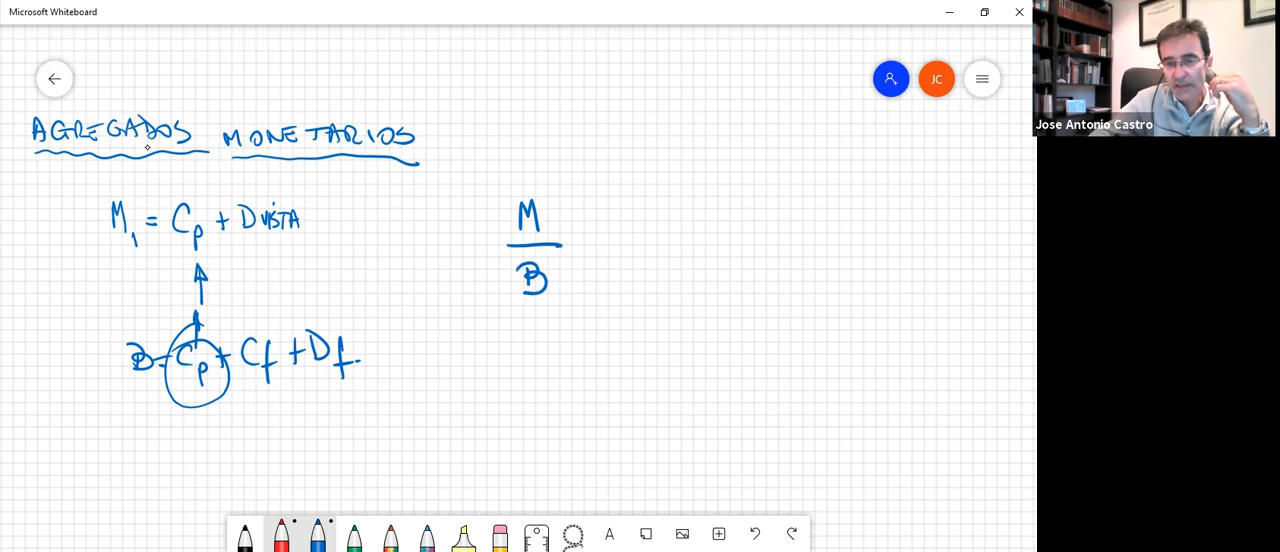 Microsoft Whiteboard
JC
Jose Antonio Castro
AGREGADOS MONETARIOS
M₁ = Cp + D VISTA
M
B
B = Cp + Cf + Df.
A